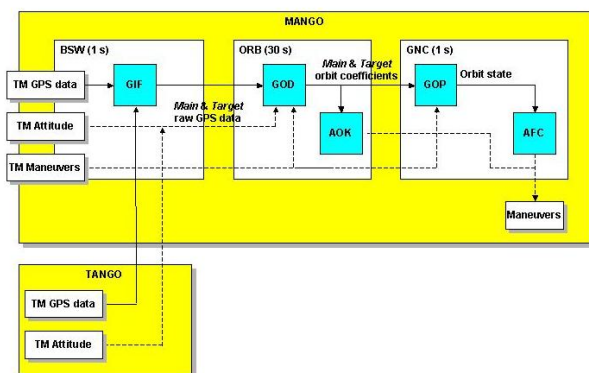 MANGO
BSW (1 s)
ORB (30 s)
GNC (1 s)
TM GPS data
GIF
GOD
Main & Target
orbit coefficients
GOP
Orbit state
TM Attitude
Main & Target
raw GPS data
AOK
AFC
TM Maneuvers
Maneuvers
TANGO
TM GPS data
TM Attitude